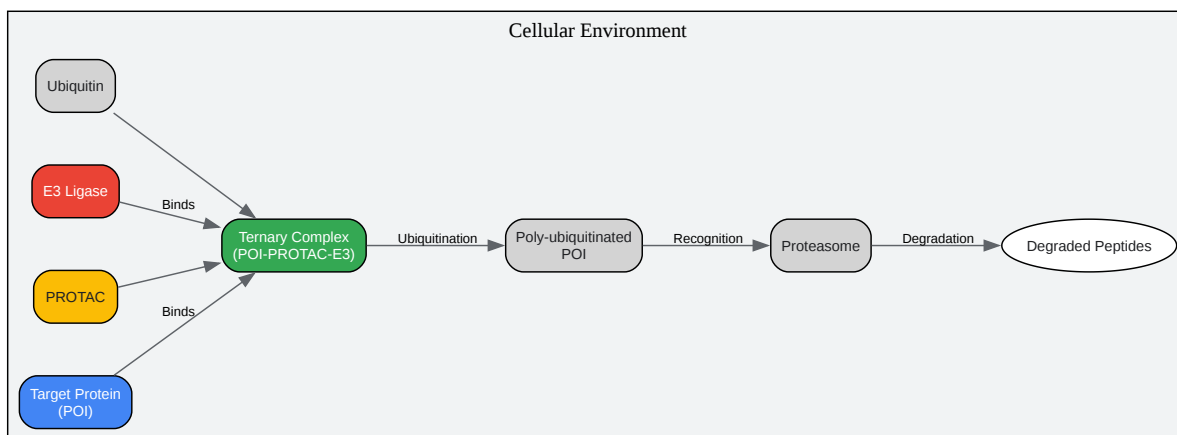 Cellular Environment
Ubiquitin
E3 Ligase
Binds
PROTAC
Binds
Target Protein
(POI)
Ternary Complex
(POI-PROTAC-E3)
Ubiquitination
Poly-ubiquitinated
POI
Recognition
Proteasome
Degradation
Degraded Peptides